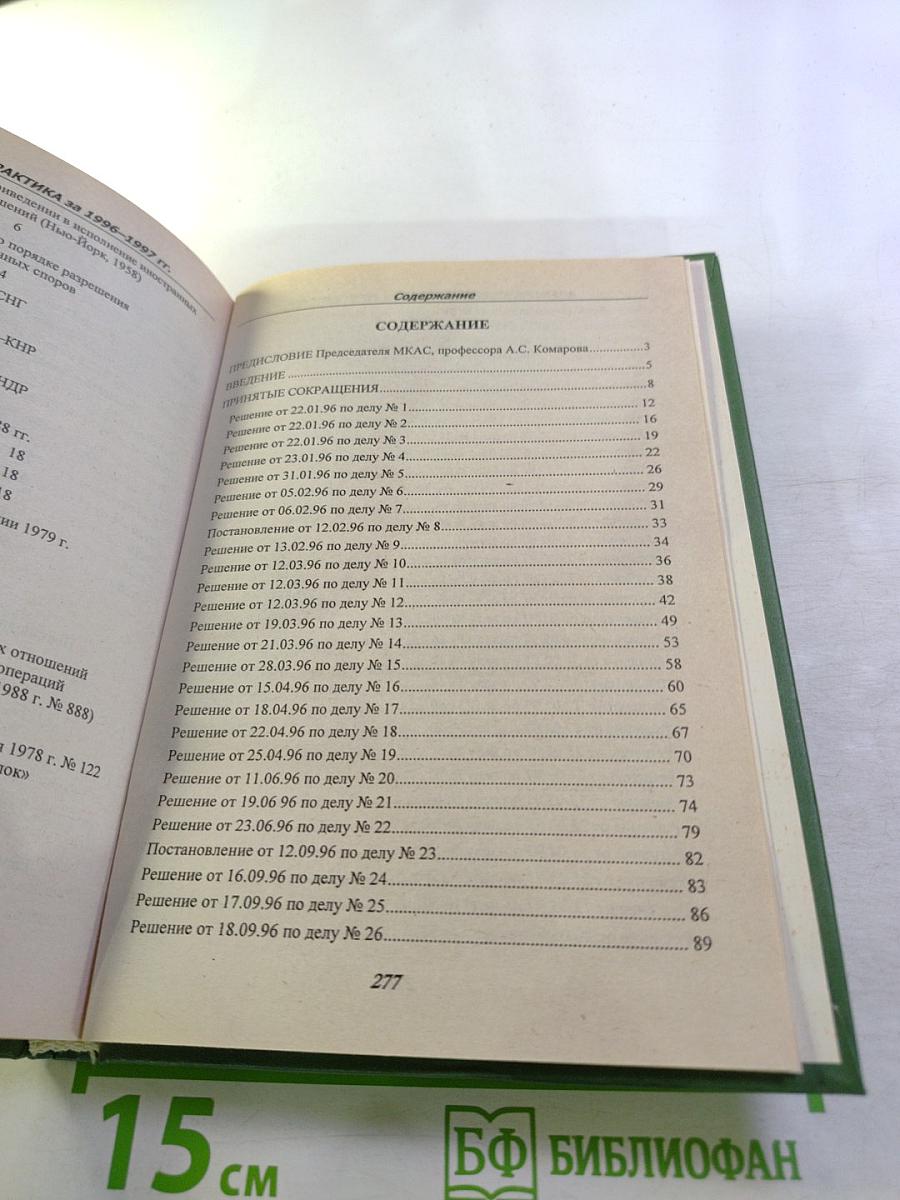 РАКТИКА за 1996–1997 гг.
риведении в исполнение иностранных
шений (Нью-Йорк, 1958)
6
о порядке разрешения
нных споров
4
СНГ
–КНР
НДР
8 гг.
18
18
18
ии 1979 г.
х отношений
операций
1988 г. № 888)
я 1978 г. № 122
лок»
Содержание
СОДЕРЖАНИЕ
ПРЕДИСЛОВИЕ Председателя МКАС, профессора А.С. Комарова 3
ВВЕДЕНИЕ 5
ПРИНЯТЫЕ СОКРАЩЕНИЯ 8
Решение от 22.01.96 по делу № 1 12
Решение от 22.01.96 по делу № 2 16
Решение от 22.01.96 по делу № 3 19
Решение от 23.01.96 по делу № 4 22
Решение от 31.01.96 по делу № 5 26
Решение от 05.02.96 по делу № 6 29
Решение от 06.02.96 по делу № 7 31
Постановление от 12.02.96 по делу № 8 33
Решение от 13.02.96 по делу № 9 34
Решение от 12.03.96 по делу № 10 36
Решение от 12.03.96 по делу № 11 38
Решение от 12.03.96 по делу № 12 42
Решение от 19.03.96 по делу № 13 49
Решение от 21.03.96 по делу № 14 53
Решение от 28.03.96 по делу № 15 58
Решение от 15.04.96 по делу № 16 60
Решение от 18.04.96 по делу № 17 65
Решение от 22.04.96 по делу № 18 67
Решение от 25.04.96 по делу № 19 70
Решение от 11.06.96 по делу № 20 73
Решение от 19.06 96 по делу № 21 74
Решение от 23.06.96 по делу № 22 79
Постановление от 12.09.96 по делу № 23 82
Решение от 16.09.96 по делу № 24 83
Решение от 17.09.96 по делу № 25 86
Решение от 18.09.96 по делу № 26 89
277
15 см
БФ БИБЛИОФАН